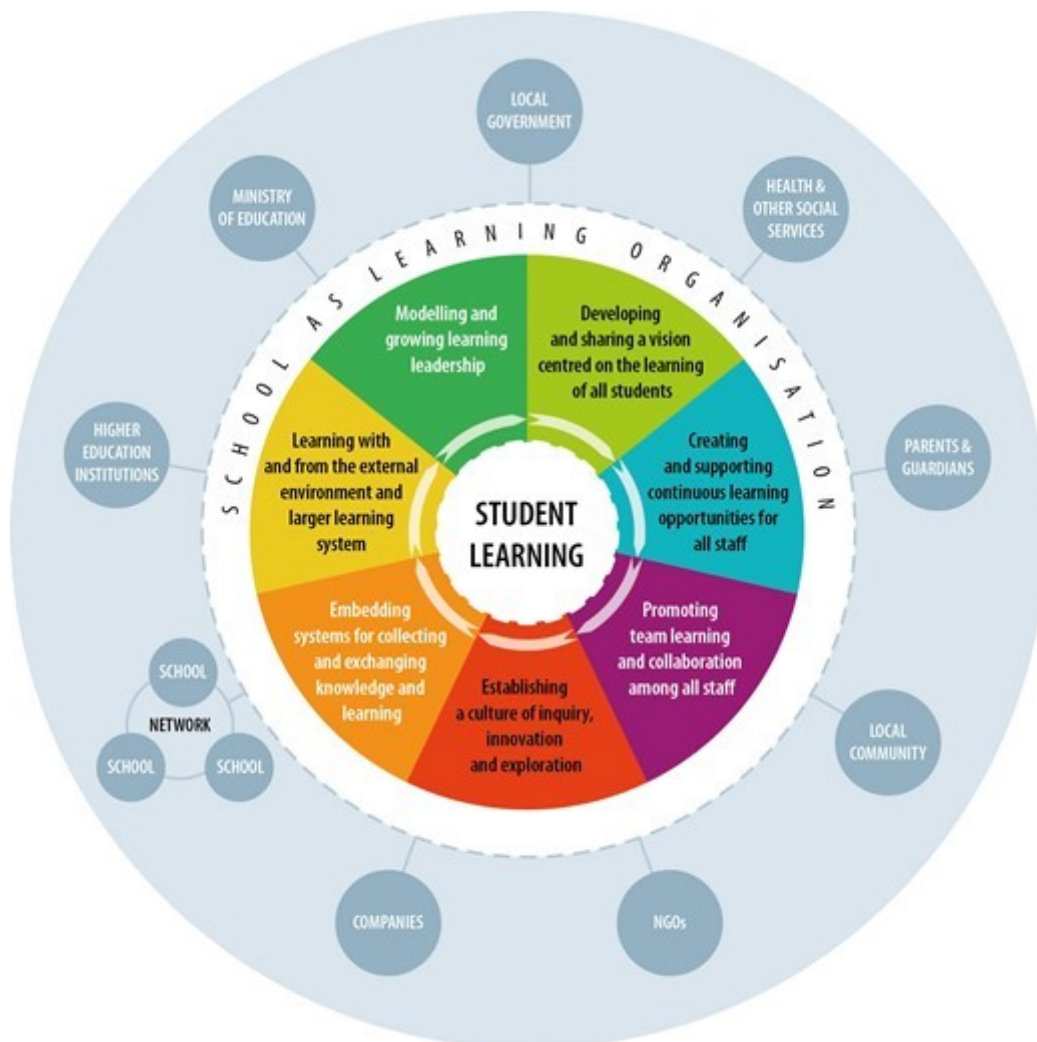 LOCAL
GOVERNMENT
MINISTRY
OF EDUCATION
HEALTH &
OTHER SOCIAL
SERVICES
SCHOOL AS LEARNING ORGANISATION
Modelling and
growing learning
leadership
Developing
and sharing a vision
centred on the learning
of all students
HIGHER
EDUCATION
INSTITUTIONS
Learning with
and from the external
environment and
larger learning
system
Creating
and supporting
continuous learning
opportunities for
all staff
PARENTS &
GUARDIANS
STUDENT
LEARNING
Embedding
systems for collecting
and exchanging
knowledge and
learning
Promoting
team learning
and collaboration
among all staff
Establishing
a culture of inquiry,
innovation
and exploration
SCHOOL
NETWORK
SCHOOL
SCHOOL
LOCAL
COMMUNITY
COMPANIES
NGOs